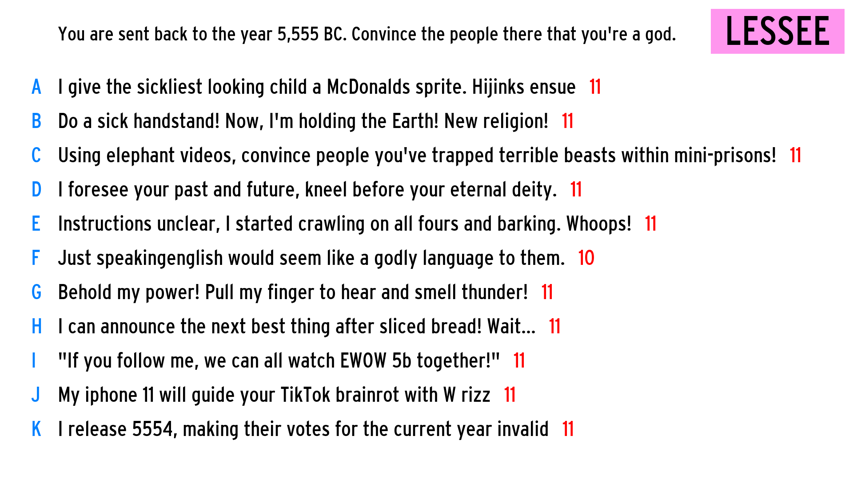 You are sent back to the year 5,555 BC. Convince the people there that you're a god.
LESSEE
A I give the sickliest looking child a McDonalds sprite. Hijinks ensue 11
B Do a sick handstand! Now, I'm holding the Earth! New religion! 11
C Using elephant videos, convince people you've trapped terrible beasts within mini-prisons! 11
D I foresee your past and future, kneel before your eternal deity. 11
E Instructions unclear, I started crawling on all fours and barking. Whoops! 11
F Just speakingenglish would seem like a godly language to them. 10
G Behold my power! Pull my finger to hear and smell thunder! 11
H I can announce the next best thing after sliced bread! Wait... 11
I "If you follow me, we can all watch EWOW 5b together!" 11
J My iphone 11 will guide your TikTok brainrot with W rizz 11
K I release 5554, making their votes for the current year invalid 11